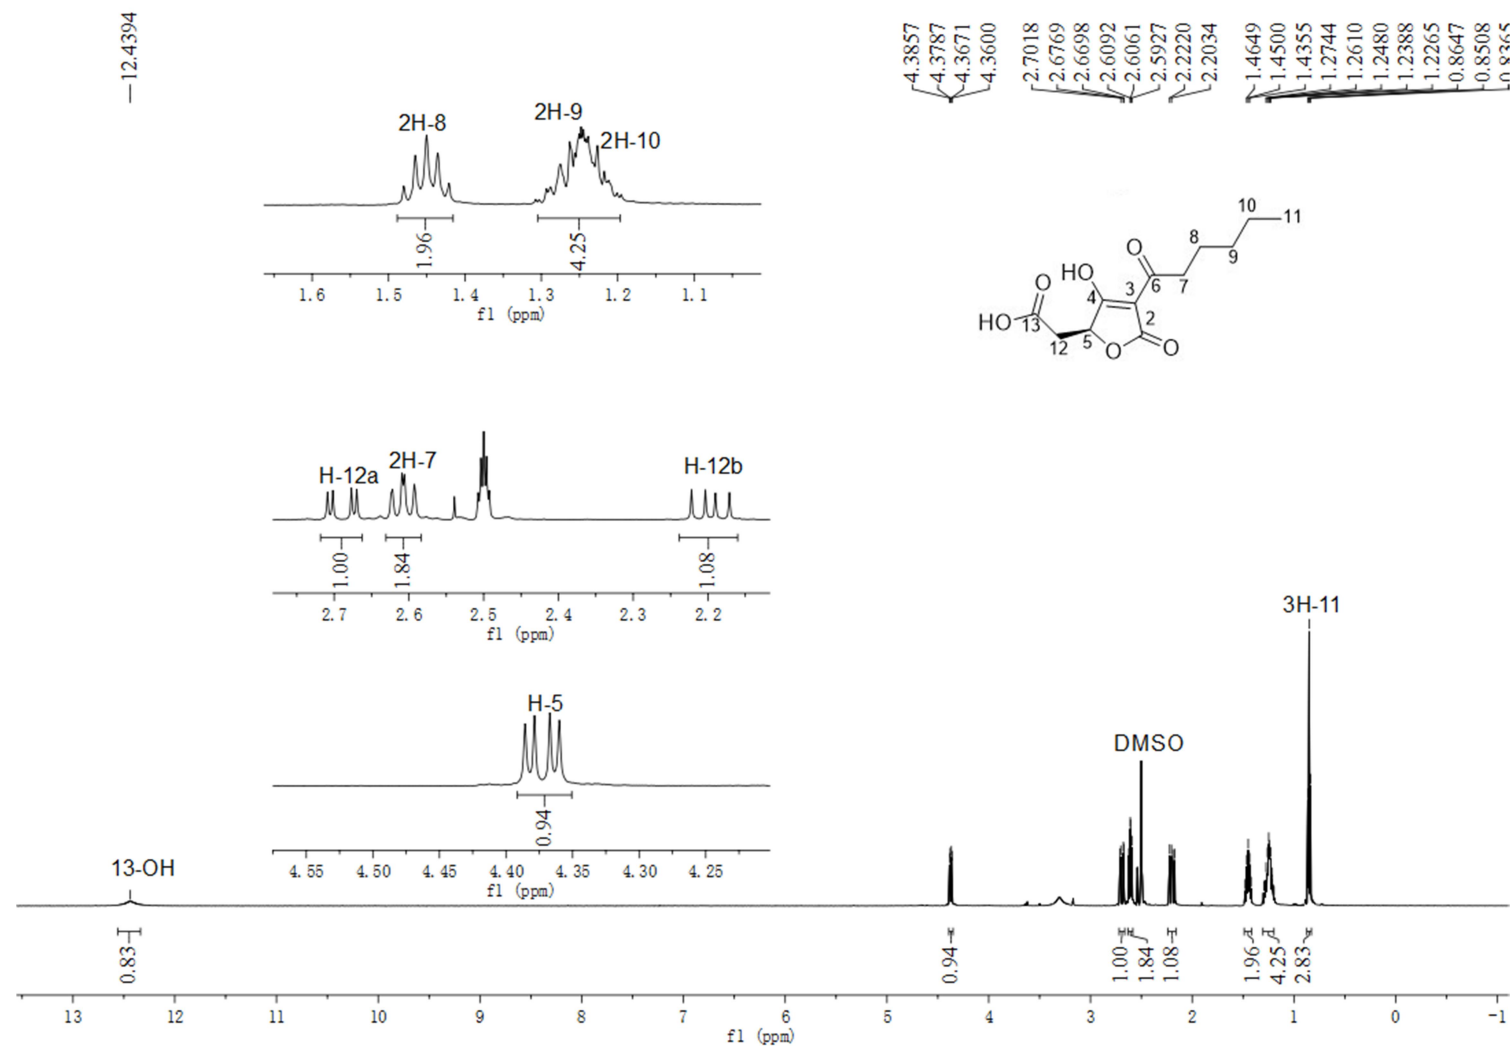 —12.4394
4.3857
4.3787
4.3671
4.3600
2.7018
2.6769
2.6698
2.6092
2.6061
2.5927
2.2220
2.2034
1.4649
1.4500
1.4355
1.2744
1.2610
1.2480
1.2388
1.2265
0.8647
0.8508
0.8365
2H-8
2H-9
2H-10
1.96
4.25
1.6 1.5 1.4 1.3 1.2 1.1
f1 (ppm)
10
11
8
9
O
HO
6
7
3
4
O
2
HO
13
12
5
O
O
H-12a
2H-7
H-12b
1.00
1.84
1.08
2.7 2.6 2.5 2.4 2.3 2.2
f1 (ppm)
3H-11
H-5
DMSO
0.94
4.55 4.50 4.45 4.40 4.35 4.30 4.25
f1 (ppm)
13-OH
0.83
0.94
1.00
1.84
1.08
1.96
4.25
2.83
13 12 11 10 9 8 7 6 5 4 3 2 1 0 -1
f1 (ppm)